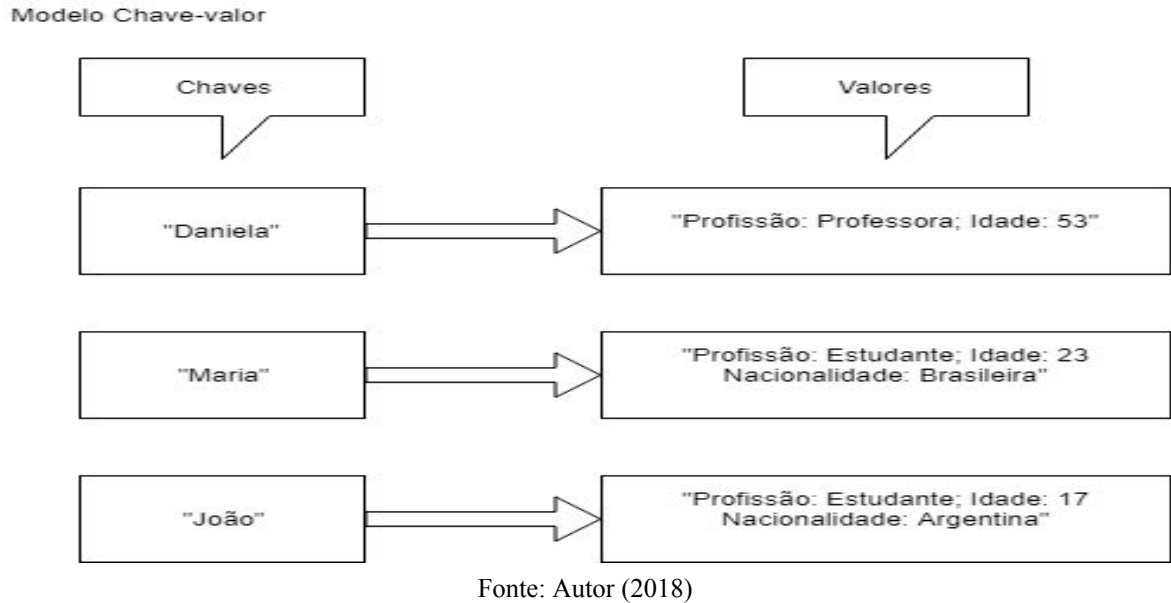 Modelo Chave-valor
Chaves
Valores
"Daniela"
"Profissão: Professora; Idade: 53"
"Maria"
"Profissão: Estudante; Idade: 23
Nacionalidade: Brasileira"
"João"
"Profissão: Estudante; Idade: 17
Nacionalidade: Argentina"
Fonte: Autor (2018)